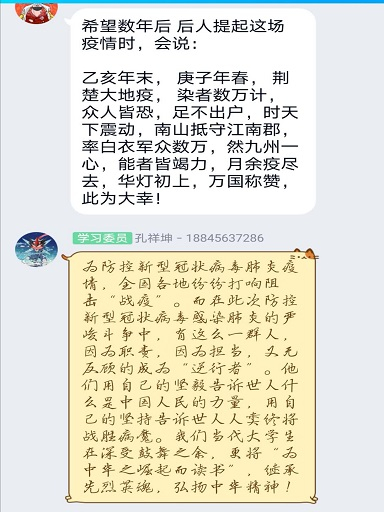 希望数年后 后人提起这场
疫情时，会说：
乙亥年末， 庚子年春， 荆
楚大地疫， 染者数万计，
众人皆恐，足不出户，时天
下震动，南山抵守江南郡，
率白衣军众数万，然九州一
心，能者皆竭力，月余疫尽
去，华灯初上，万国称赞，
此为大幸！
学习委员 孔祥坤－18845637286
为防控新型冠状病毒肺炎疫
情，全国各地纷纷打响阻
击“战疫”。而在此次防控
新型冠状病毒感染肺炎的严
峻斗争中，有这么一群人，
因为职责，因为担当，义无
反顾的成为“逆行者”。他
们用自己的坚毅告诉世人什
么是中国人民的力量，用自
己的坚持告诉世人人类终将
战胜病魔。我们当代大学生
在深受鼓舞之余，更将“为
中华之崛起而读书”，继承
先烈英魂，弘扬中华精神！